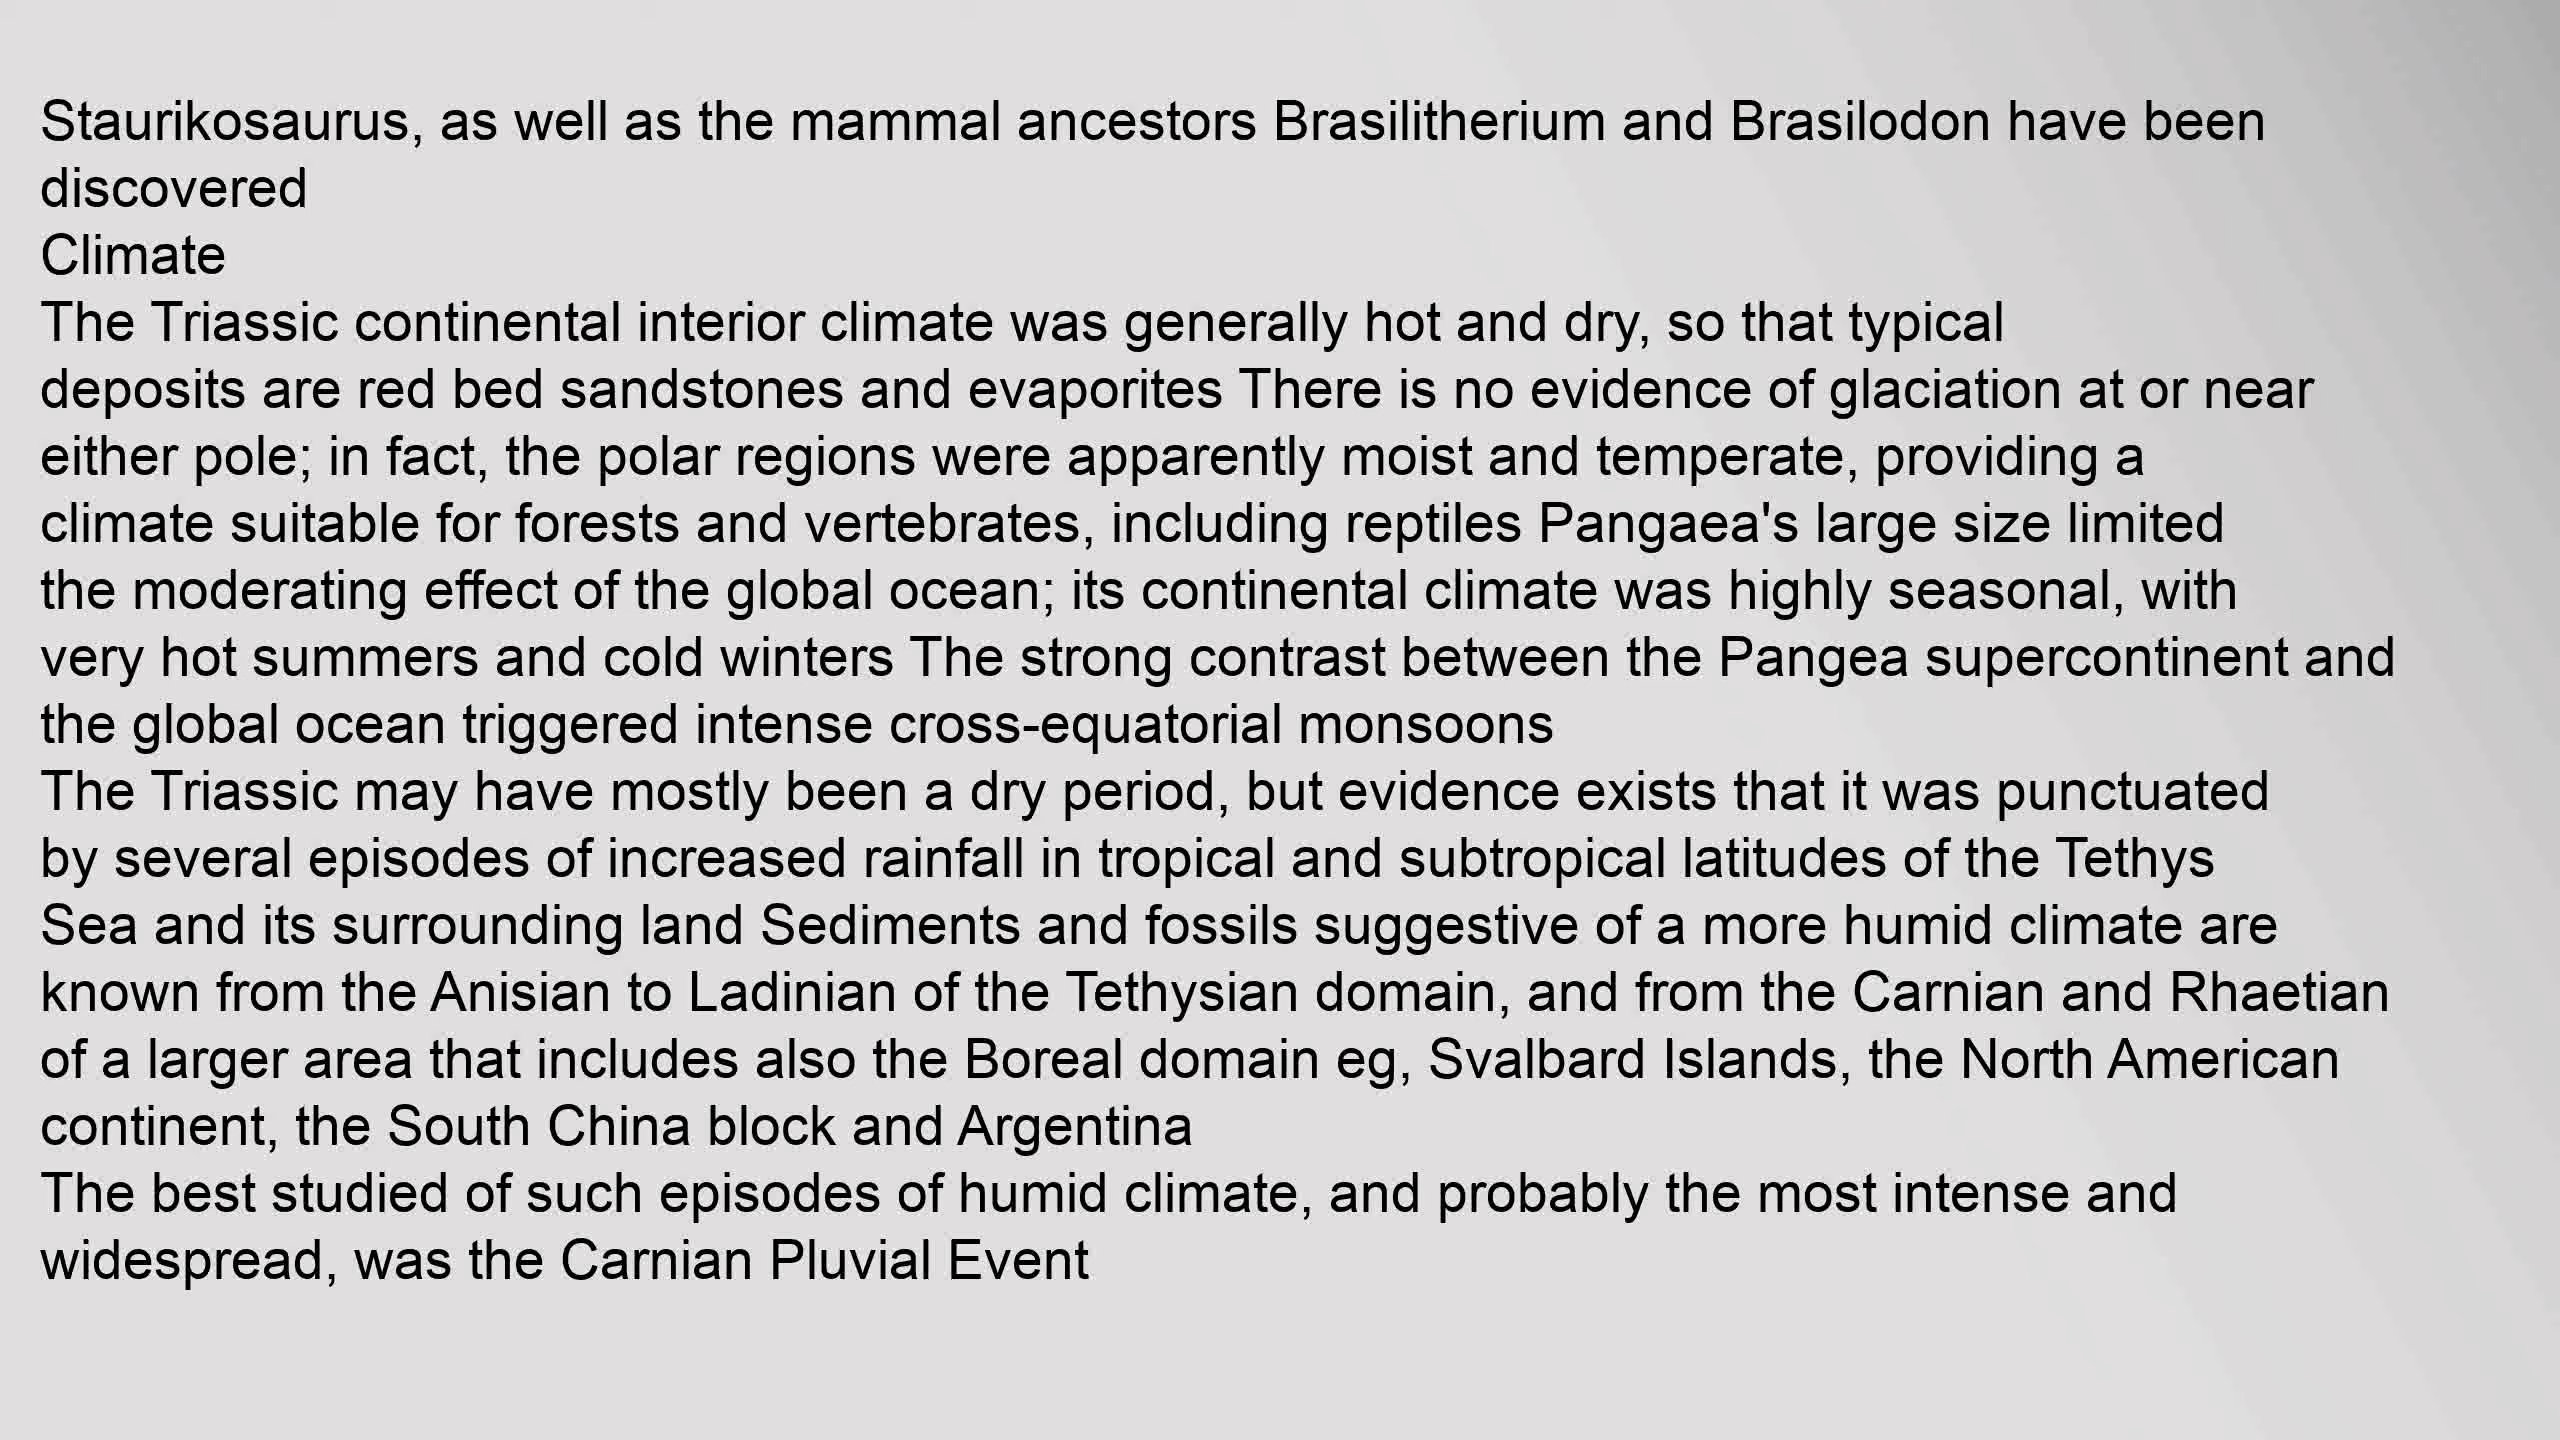 Staurikosaurus, as well as the mammal ancestors Brasilitherium and Brasilodon have been
discovered
Climate
The Triassic continental interior climate was generally hot and dry, so that typical
deposits are red bed sandstones and evaporites There is no evidence of glaciation at or near
either pole; in fact, the polar regions were apparently moist and temperate, providing a
climate suitable for forests and vertebrates, including reptiles Pangaea's large size limited
the moderating effect of the global ocean; its continental climate was highly seasonal, with
very hot summers and cold winters The strong contrast between the Pangea supercontinent and
the global ocean triggered intense cross-equatorial monsoons
The Triassic may have mostly been a dry period, but evidence exists that it was punctuated
by several episodes of increased rainfall in tropical and subtropical latitudes of the Tethys
Sea and its surrounding land Sediments and fossils suggestive of a more humid climate are
known from the Anisian to Ladinian of the Tethysian domain, and from the Carnian and Rhaetian
of a larger area that includes also the Boreal domain eg, Svalbard Islands, the North American
continent, the South China block and Argentina
The best studied of such episodes of humid climate, and probably the most intense and
widespread, was the Carnian Pluvial Event